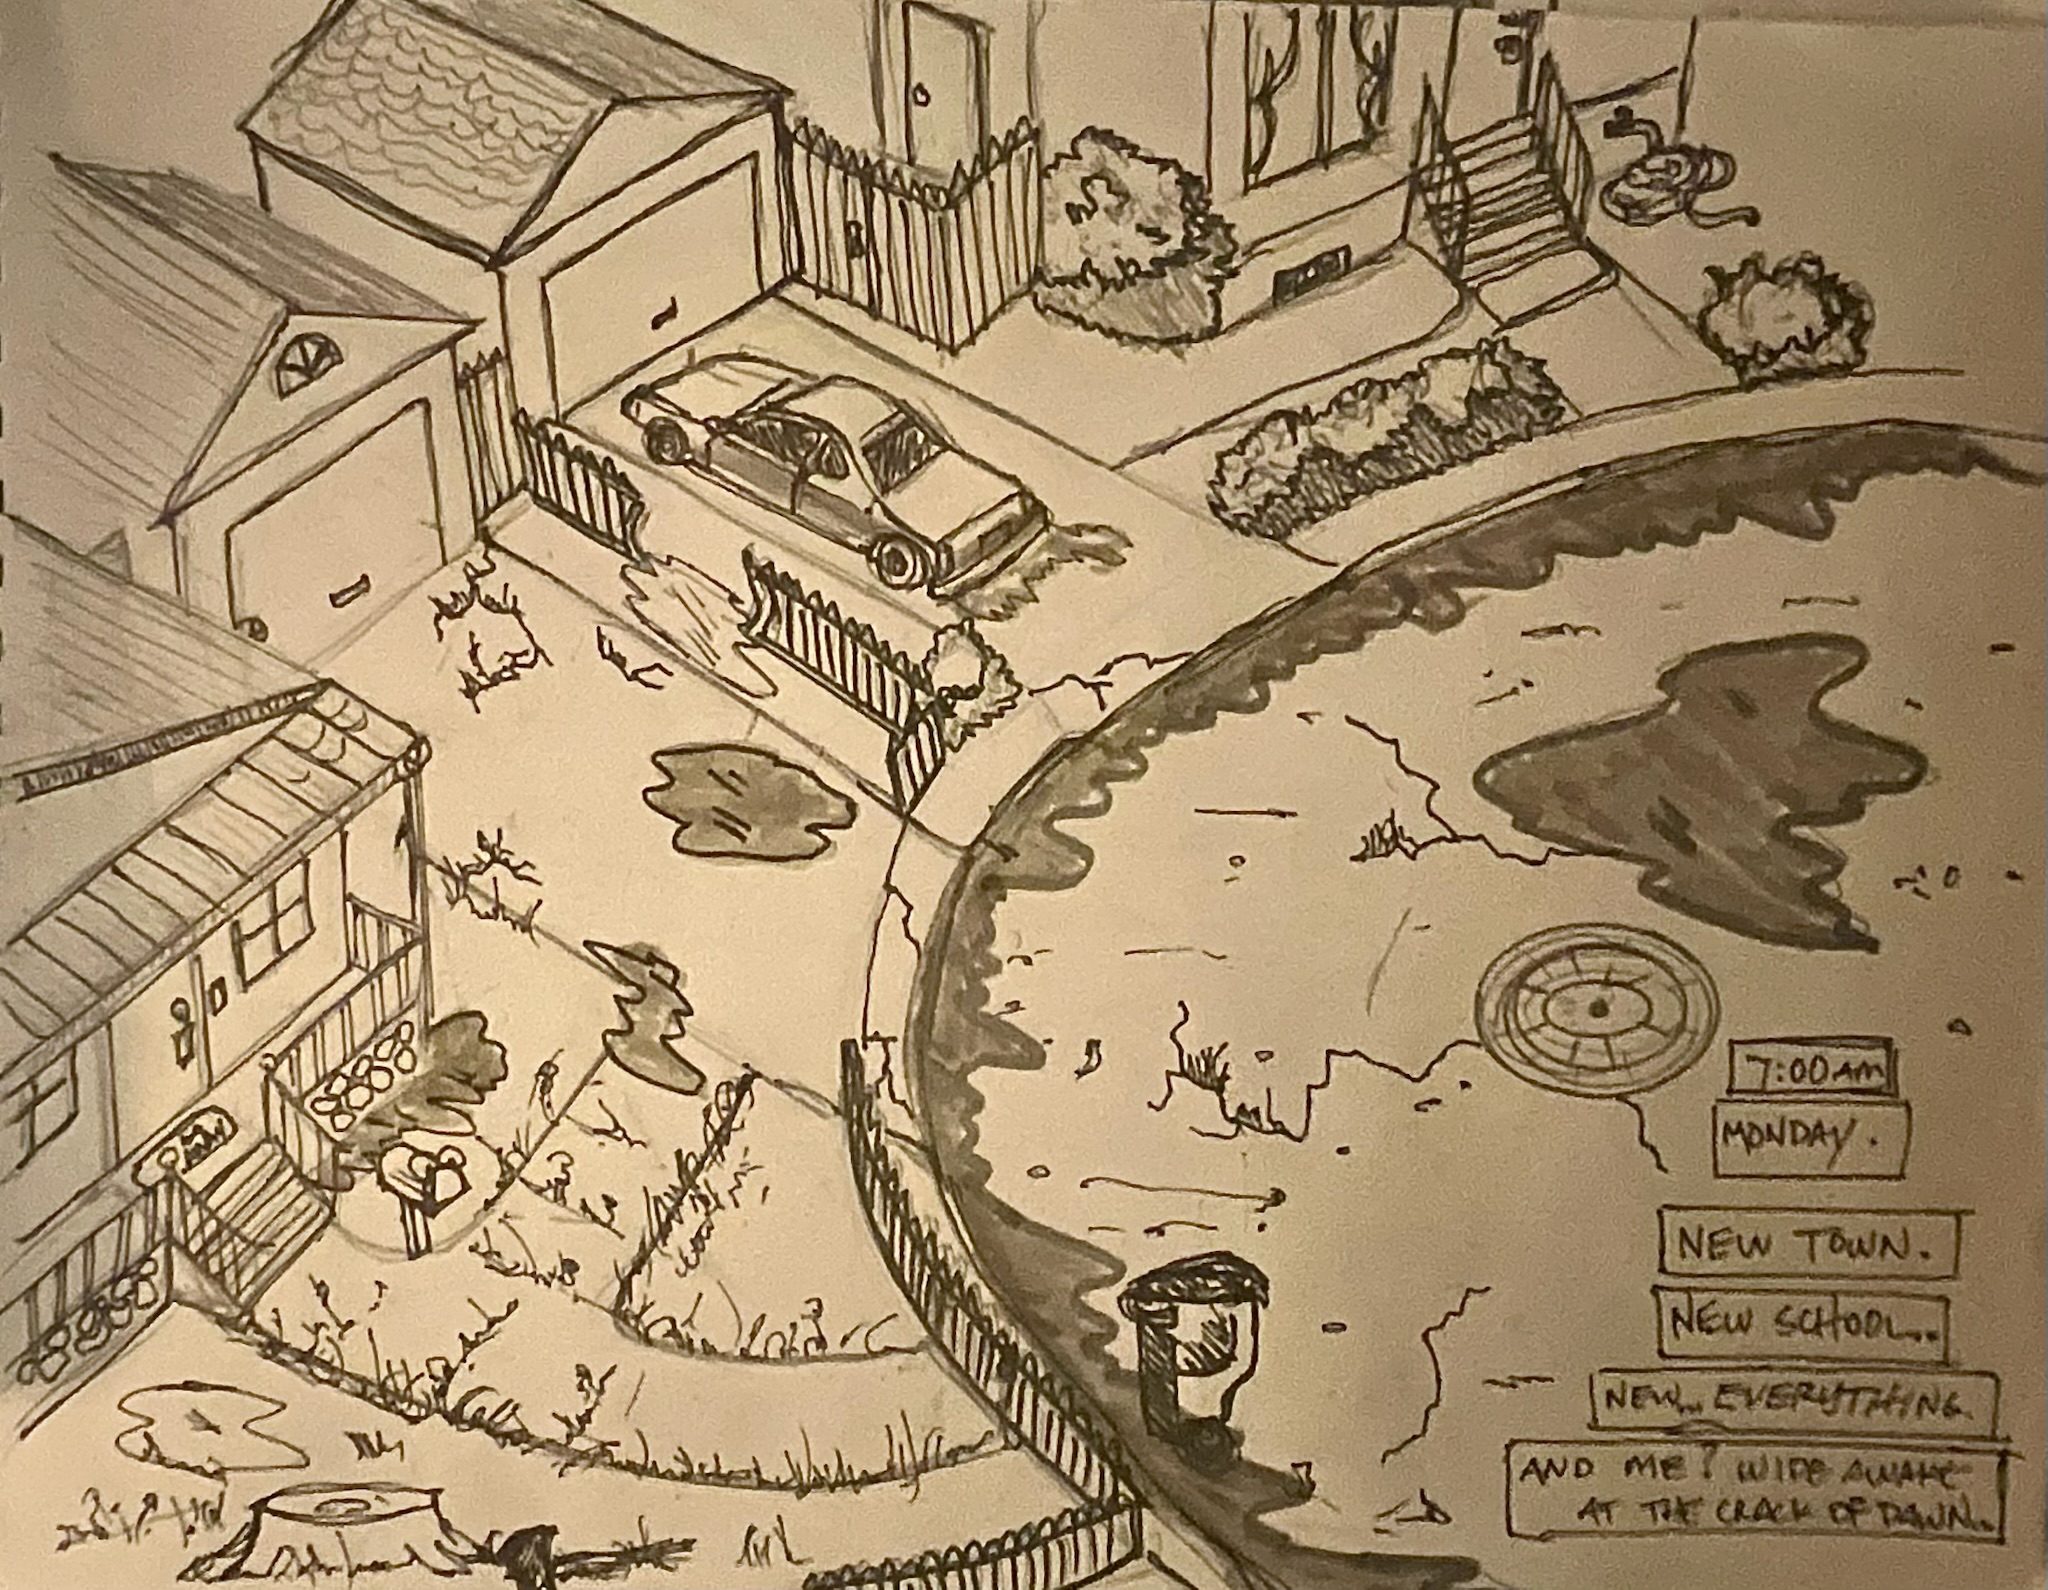 7:00AM
MONDAY.
NEW TOWN.
NEW SCHOOL..
NEW... EVERYTHING.
AND ME? WIDE AWAKE
AT THE CRACK OF DAWN.